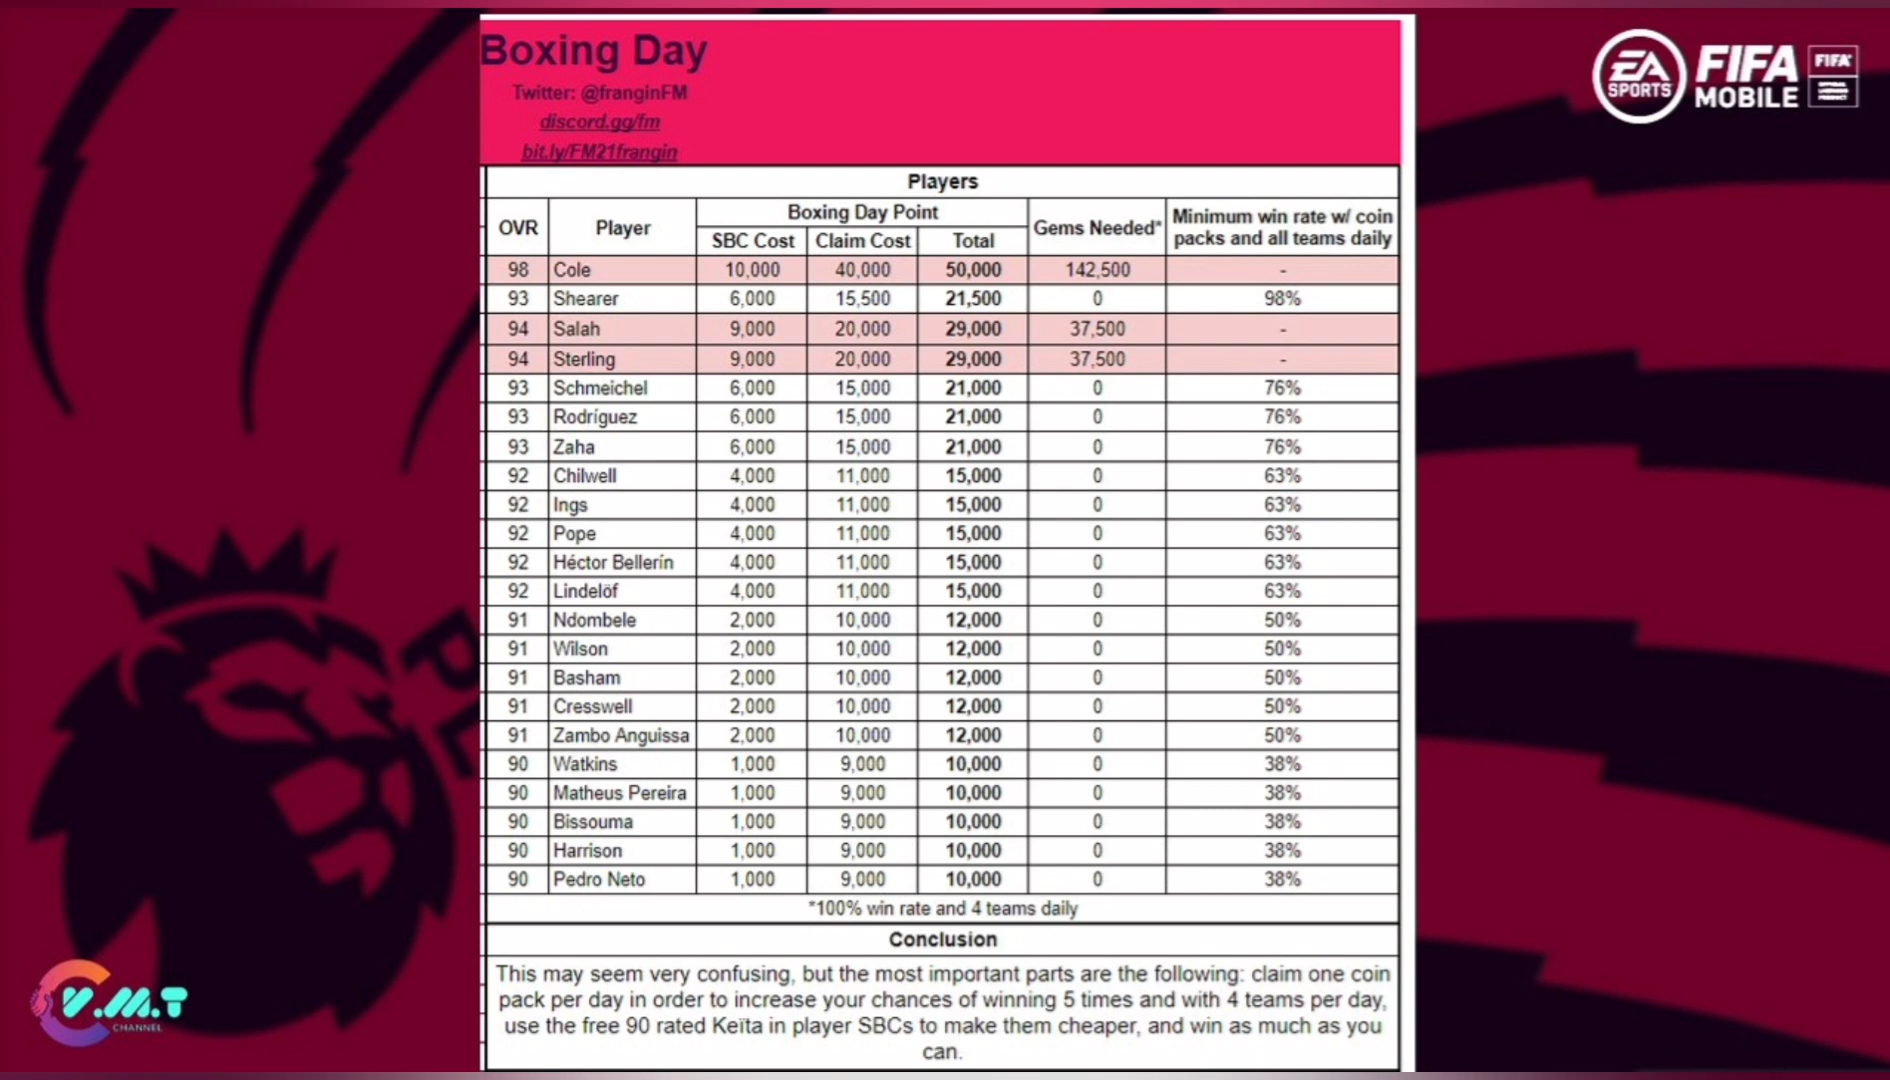 Boxing Day
Twitter: @franginFM
discord.gg/fm
bit.ly/FM21frangin
EA SPORTS
FIFA MOBILE
FIFA
Players
OVR Player Boxing Day Point Gems Needed* Minimum win rate w/ coin packs and all teams daily
SBC Cost Claim Cost Total
98 Cole 10,000 40,000 50,000 142,500 -
93 Shearer 6,000 15,500 21,500 0 98%
94 Salah 9,000 20,000 29,000 37,500 -
94 Sterling 9,000 20,000 29,000 37,500 -
93 Schmeichel 6,000 15,000 21,000 0 76%
93 Rodríguez 6,000 15,000 21,000 0 76%
93 Zaha 6,000 15,000 21,000 0 76%
92 Chilwell 4,000 11,000 15,000 0 63%
92 Ings 4,000 11,000 15,000 0 63%
92 Pope 4,000 11,000 15,000 0 63%
92 Héctor Bellerín 4,000 11,000 15,000 0 63%
92 Lindelöf 4,000 11,000 15,000 0 63%
91 Ndombele 2,000 10,000 12,000 0 50%
91 Wilson 2,000 10,000 12,000 0 50%
91 Basham 2,000 10,000 12,000 0 50%
91 Cresswell 2,000 10,000 12,000 0 50%
91 Zambo Anguissa 2,000 10,000 12,000 0 50%
90 Watkins 1,000 9,000 10,000 0 38%
90 Matheus Pereira 1,000 9,000 10,000 0 38%
90 Bissouma 1,000 9,000 10,000 0 38%
90 Harrison 1,000 9,000 10,000 0 38%
90 Pedro Neto 1,000 9,000 10,000 0 38%
*100% win rate and 4 teams daily
Conclusion
This may seem very confusing, but the most important parts are the following: claim one coin
pack per day in order to increase your chances of winning 5 times and with 4 teams per day,
use the free 90 rated Keïta in player SBCs to make them cheaper, and win as much as you
can.
V.M.T
CHANNEL